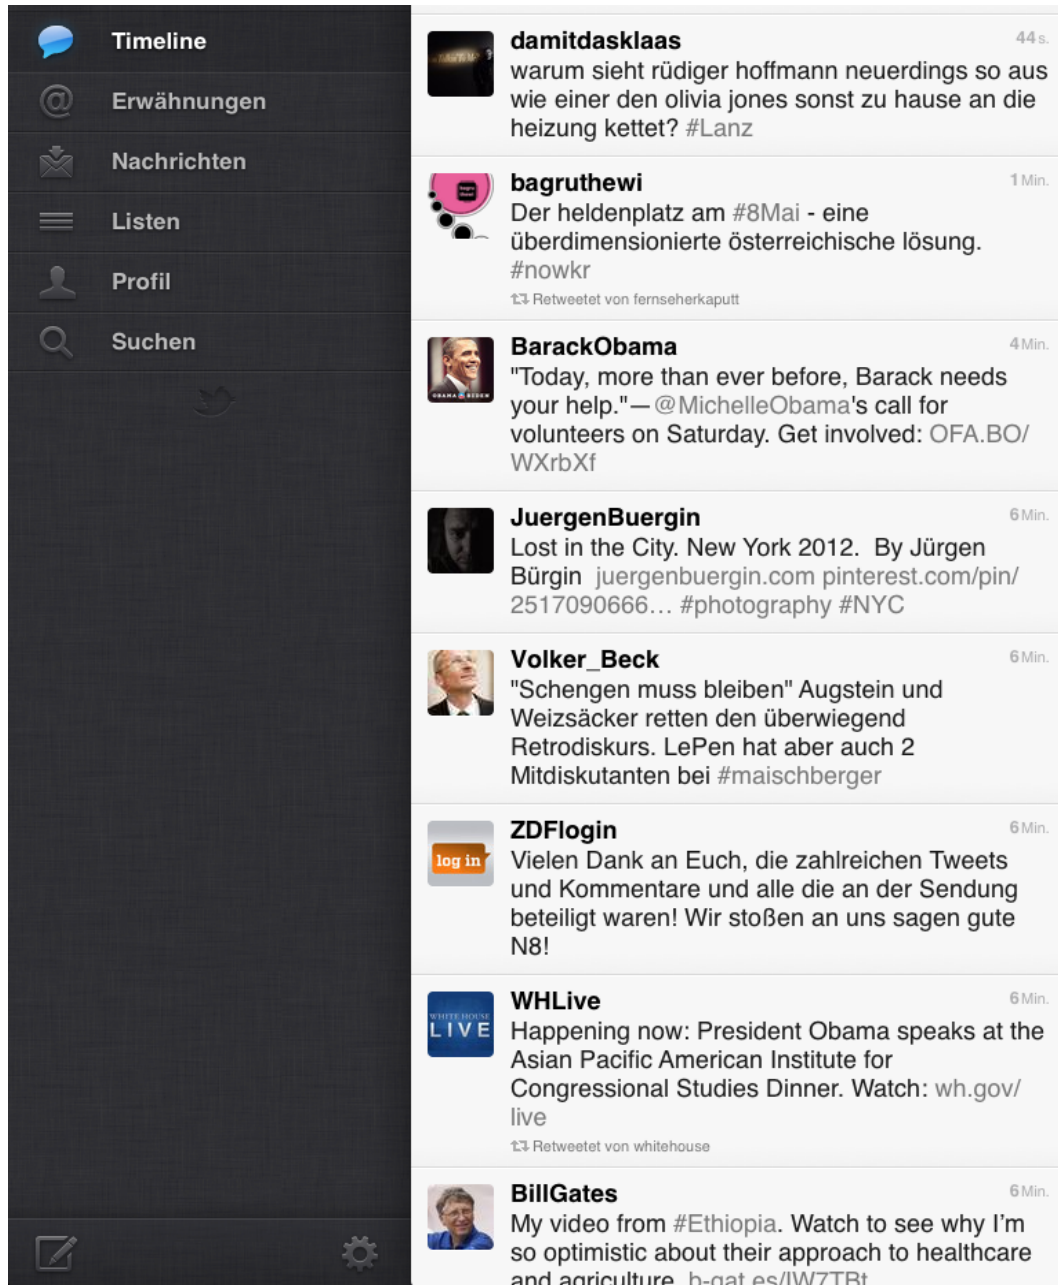 Timeline
Erwähnungen
Nachrichten
Listen
Profil
Suchen
damitdasklaas 44 s.
warum sieht rüdiger hoffmann neuerdings so aus
wie einer den olivia jones sonst zu hause an die
heizung kettet? #Lanz
bagruthewi 1 Min.
Der heldenplatz am #8Mai - eine
überdimensionierte österreichische lösung.
#nowkr
Retweetet von fernseherkaputt
BarackObama 4 Min.
"Today, more than ever before, Barack needs
your help."—@MichelleObama's call for
volunteers on Saturday. Get involved: OFA.BO/
WXrbXf
OBAMA BIDEN
JuergenBuergin 6 Min.
Lost in the City. New York 2012.  By Jürgen
Bürgin  juergenbuergin.com pinterest.com/pin/
2517090666… #photography #NYC
Volker_Beck 6 Min.
"Schengen muss bleiben" Augstein und
Weizsäcker retten den überwiegend
Retrodiskurs. LePen hat aber auch 2
Mitdiskutanten bei #maischberger
ZDFlogin 6 Min.
log in
Vielen Dank an Euch, die zahlreichen Tweets
und Kommentare und alle die an der Sendung
beteiligt waren! Wir stoßen an uns sagen gute
N8!
WHLive 6 Min.
WHITE HOUSE
LIVE
Happening now: President Obama speaks at the
Asian Pacific American Institute for
Congressional Studies Dinner. Watch: wh.gov/
live
Retweetet von whitehouse
BillGates 6 Min.
My video from #Ethiopia. Watch to see why I'm
so optimistic about their approach to healthcare
and agriculture.